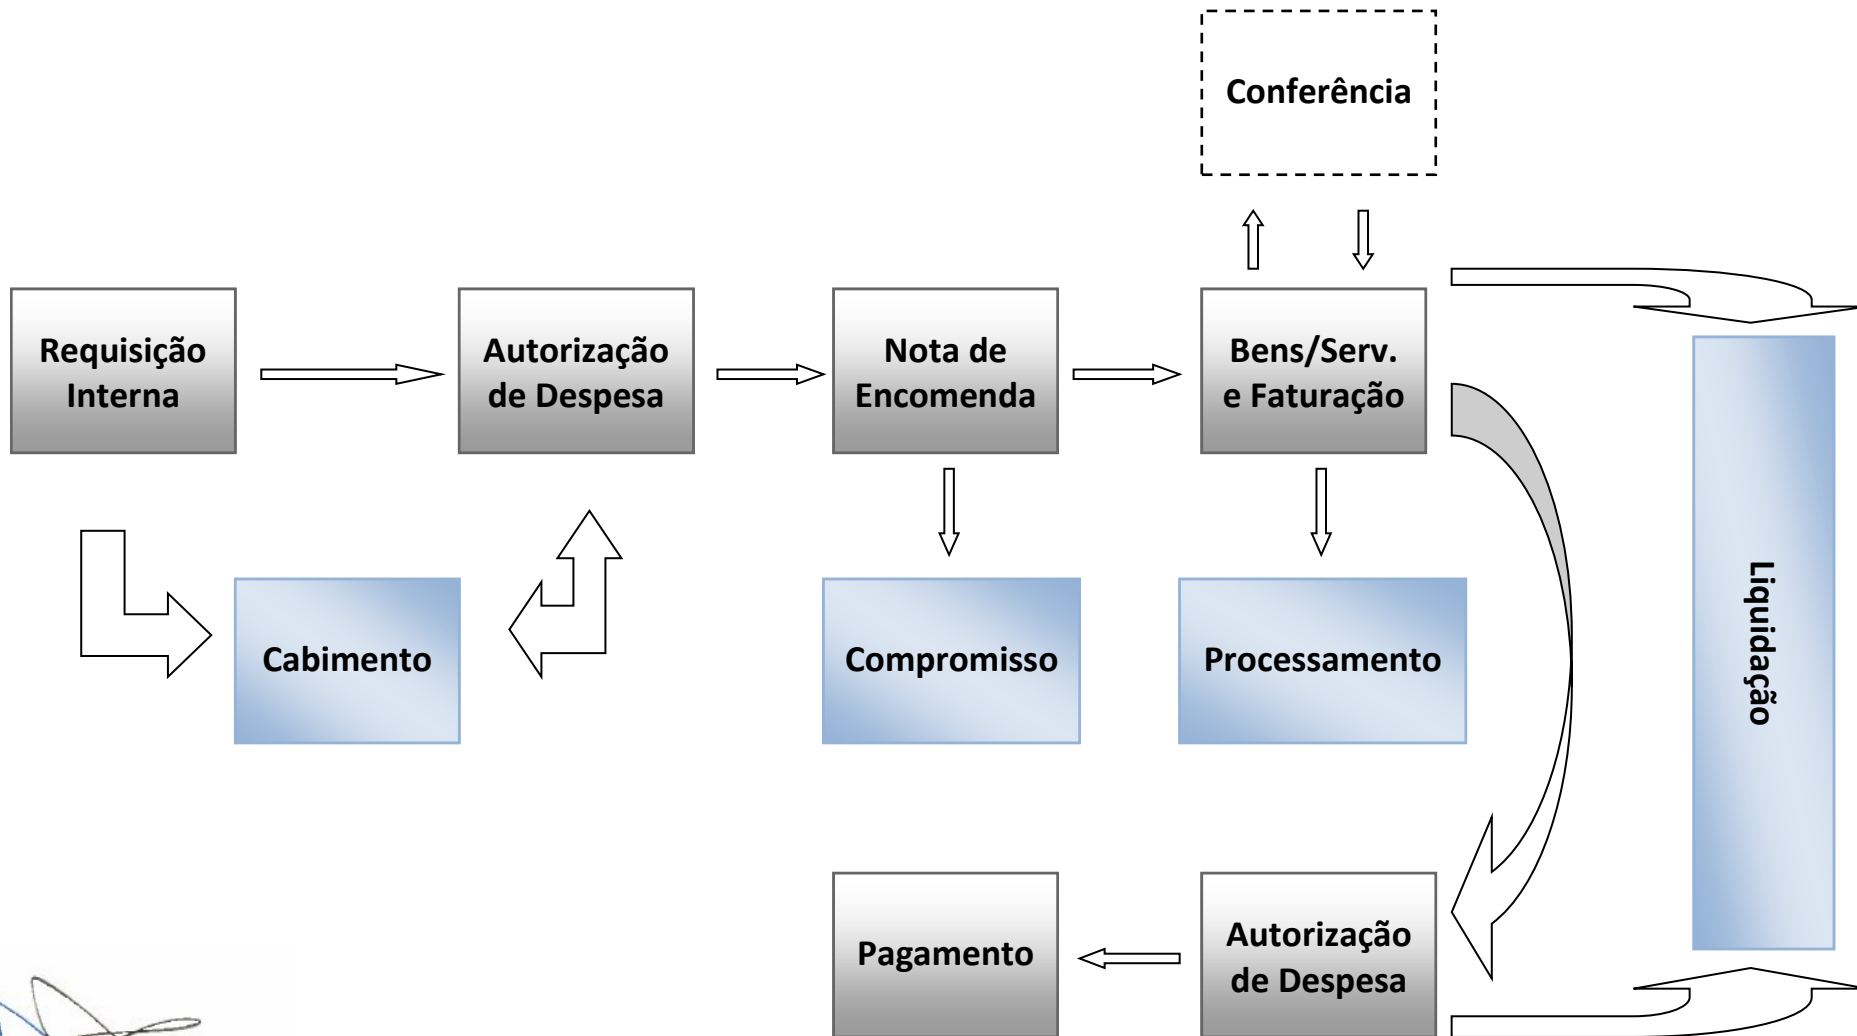 Conferência
Requisição
Interna
Autorização
de Despesa
Nota de
Encomenda
Bens/Serv.
e Faturação
Cabimento
Compromisso
Processamento
Liquidação
Pagamento
Autorização
de Despesa